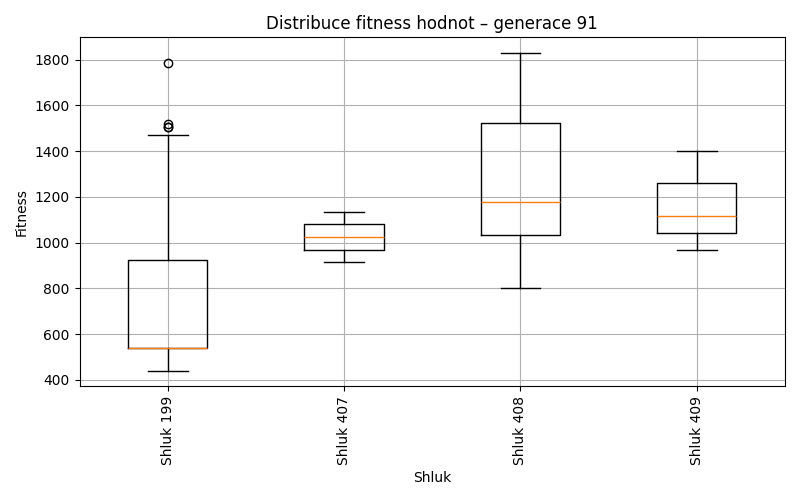 Distribuce fitness hodnot – generace 91
Fitness
1800
1600
1400
1200
1000
800
600
400
Shluk 199
Shluk 407
Shluk 408
Shluk 409
Shluk